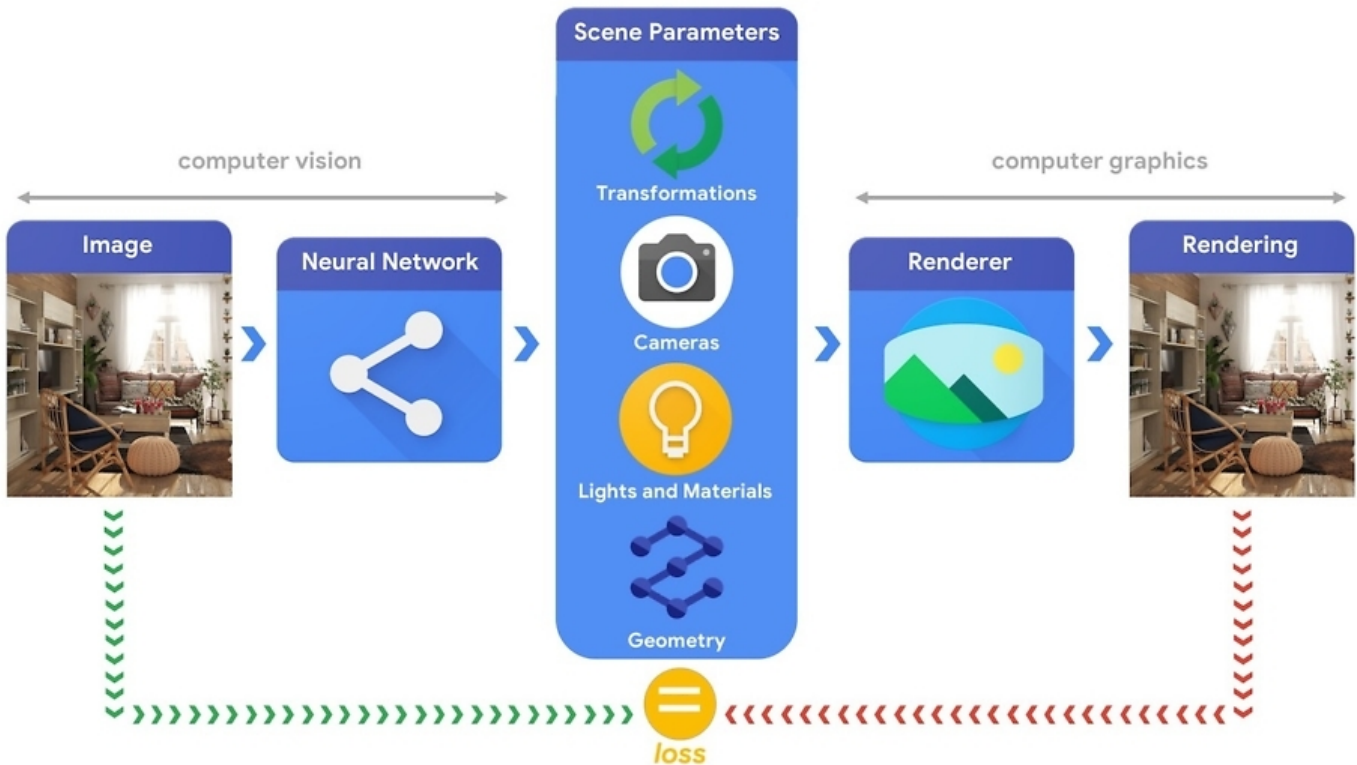 Scene Parameters
computer vision
computer graphics
Image
Neural Network
Transformations
Cameras
Lights and Materials
Geometry
Renderer
Rendering
loss